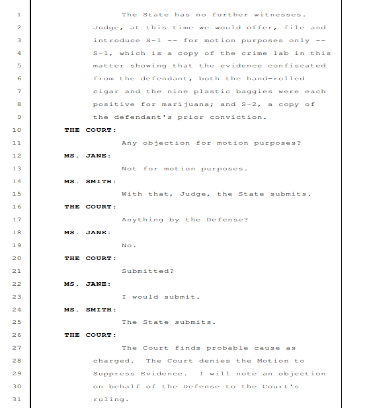 1 The State has no further witnesses.
2 Judge, at this time we would offer, file and
3 introduce S-1 -- for motion purposes only --
4 S-1, which is a copy of the crime lab in this
5 matter showing that the evidence confiscated
6 from the defendant, both the hand-rolled
7 cigar and the nine plastic baggies were each
8 positive for marijuana; and S-2, a copy of
9 the defendant's prior conviction.
10 THE COURT:
11 Any objection for motion purposes?
12 MS. JANE:
13 Not for motion purposes.
14 MS. SMITH:
15 With that, Judge, the State submits.
16 THE COURT:
17 Anything by the Defense?
18 MS. JANE:
19 No.
20 THE COURT:
21 Submitted?
22 MS. JANE:
23 I would submit.
24 MS. SMITH:
25 The State submits.
26 THE COURT:
27 The Court finds probable cause as
28 charged. The Court denies the Motion to
29 Suppress Evidence. I will note an objection
30 on behalf of the Defense to the Court's
31 ruling.